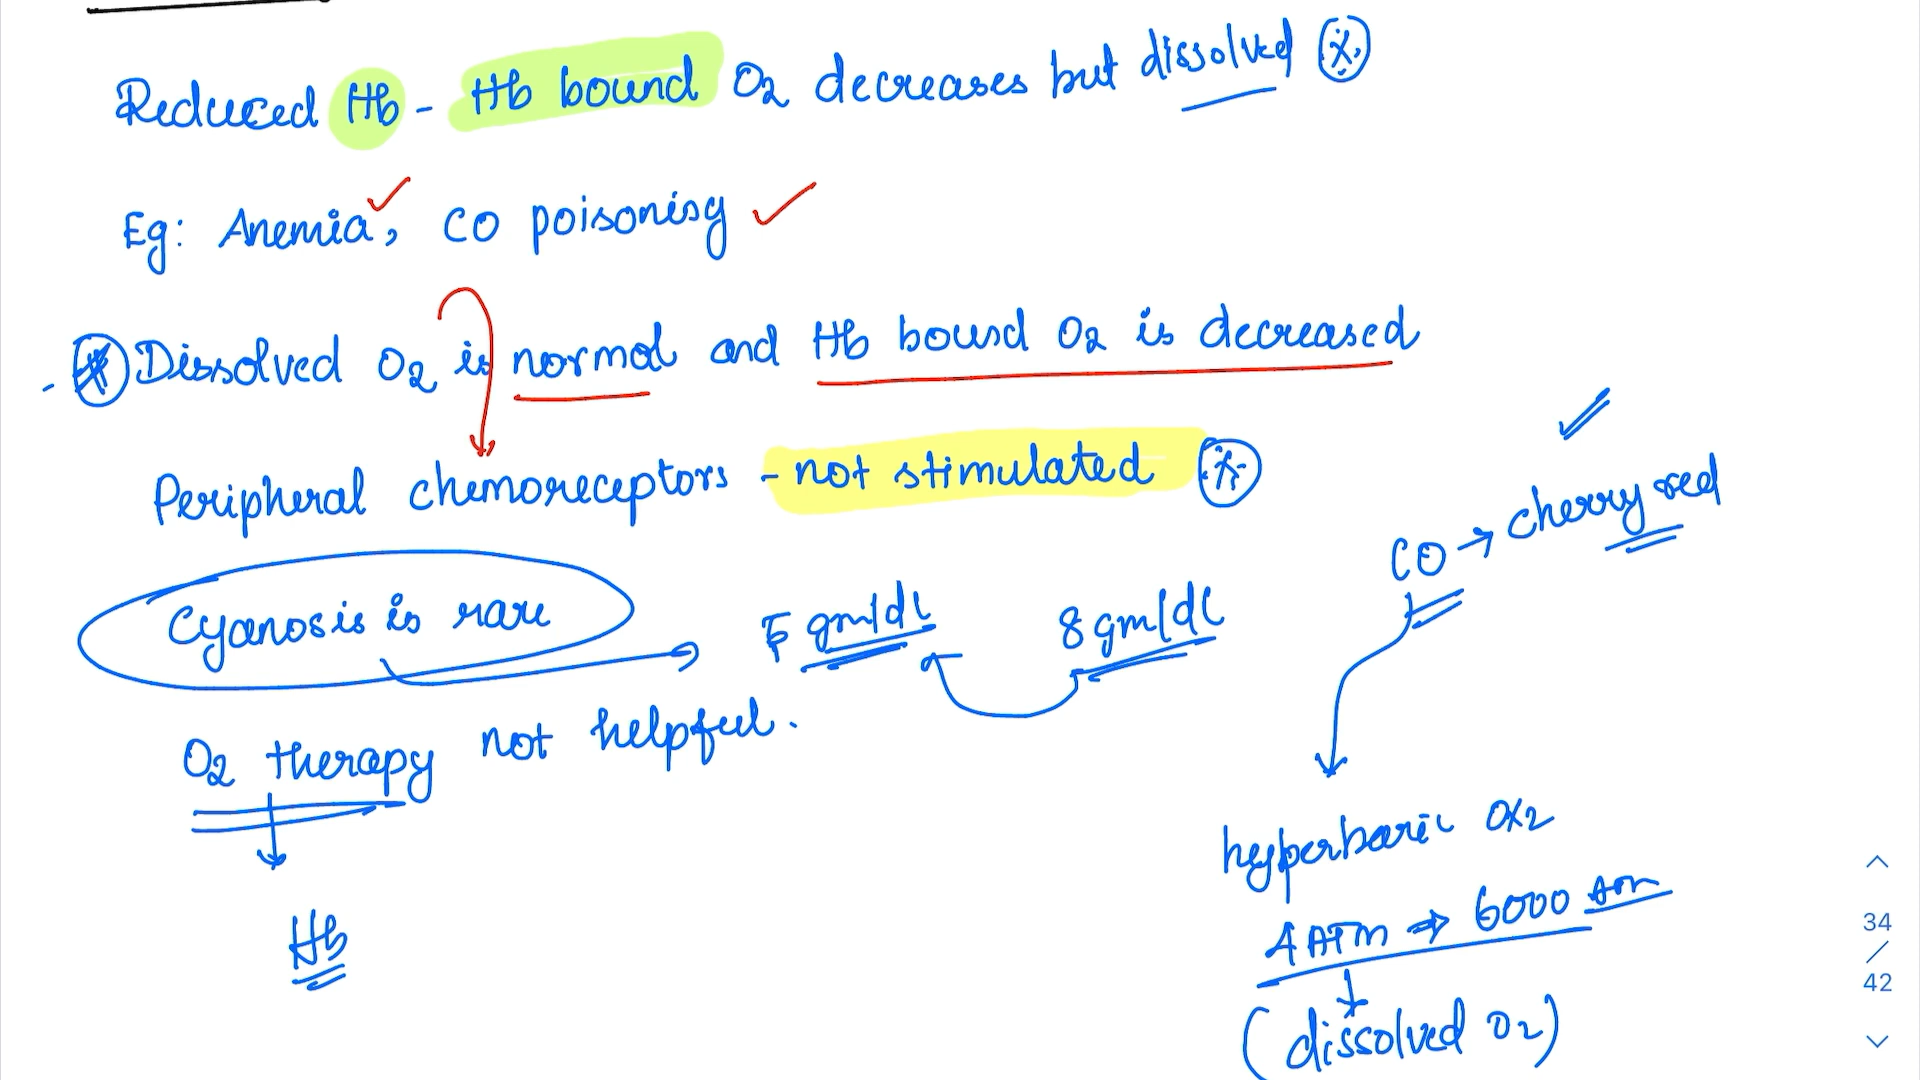 Reduced Hb - Hb bound O2 decreases but dissolved
Eg: Anemia, CO poisoning
Dissolved O2 is normal and Hb bound O2 is decreased
Peripheral chemoreceptors - not stimulated
CO → cherry red
Cyanosis is rare → 5 gm/dl 8 gm/dl
O2 therapy not helpful.
Hb
hyperbaric OX2
4 ATM ⇒ 6000
(dissolved O2)
34
/
42